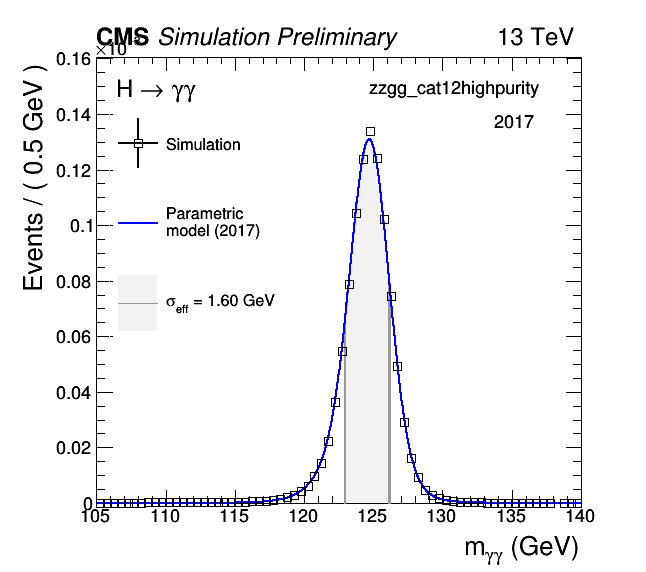 CMS Simulation Preliminary 13 TeV
×10
Events / ( 0.5 GeV )
0.16
0.14
0.12
0.1
0.08
0.06
0.04
0.02
0
H → γγ
zzgg_cat12highpurity
2017
Simulation
Parametric
model (2017)
σeff = 1.60 GeV
105 110 115 120 125 130 135 140
mγγ (GeV)